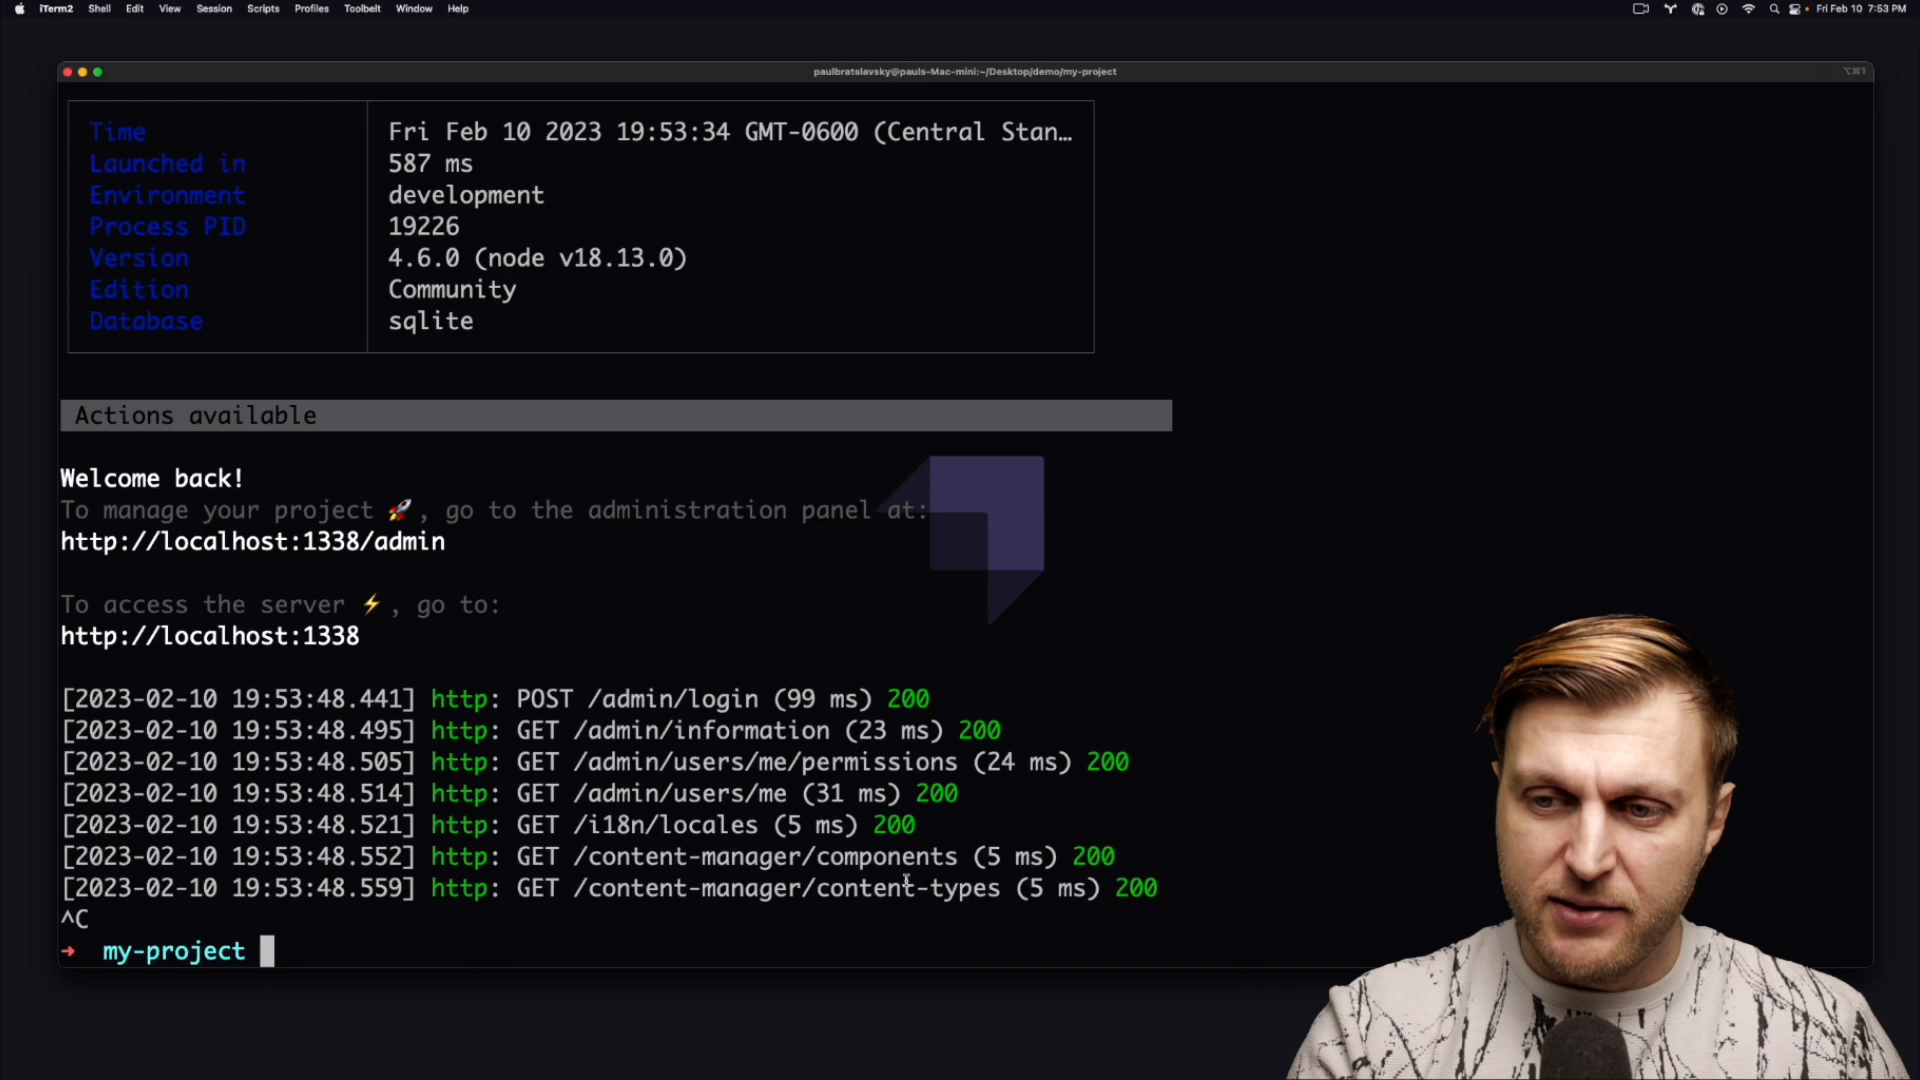 iTerm2 Shell Edit View Session Scripts Profiles Toolbelt Window Help Fri Feb 10 7:53 PM
paulbratslavsky@pauls-Mac-mini:~/Desktop/demo/my-project ⌥⌘1
Time Fri Feb 10 2023 19:53:34 GMT-0600 (Central Stan…
Launched in 587 ms
Environment development
Process PID 19226
Version 4.6.0 (node v18.13.0)
Edition Community
Database sqlite
Actions available
Welcome back!
To manage your project 🚀, go to the administration panel at:
http://localhost:1338/admin
To access the server ⚡, go to:
http://localhost:1338
[2023-02-10 19:53:48.441] http: POST /admin/login (99 ms) 200
[2023-02-10 19:53:48.495] http: GET /admin/information (23 ms) 200
[2023-02-10 19:53:48.505] http: GET /admin/users/me/permissions (24 ms) 200
[2023-02-10 19:53:48.514] http: GET /admin/users/me (31 ms) 200
[2023-02-10 19:53:48.521] http: GET /i18n/locales (5 ms) 200
[2023-02-10 19:53:48.552] http: GET /content-manager/components (5 ms) 200
[2023-02-10 19:53:48.559] http: GET /content-manager/content-types (5 ms) 200
^C
→ my-project